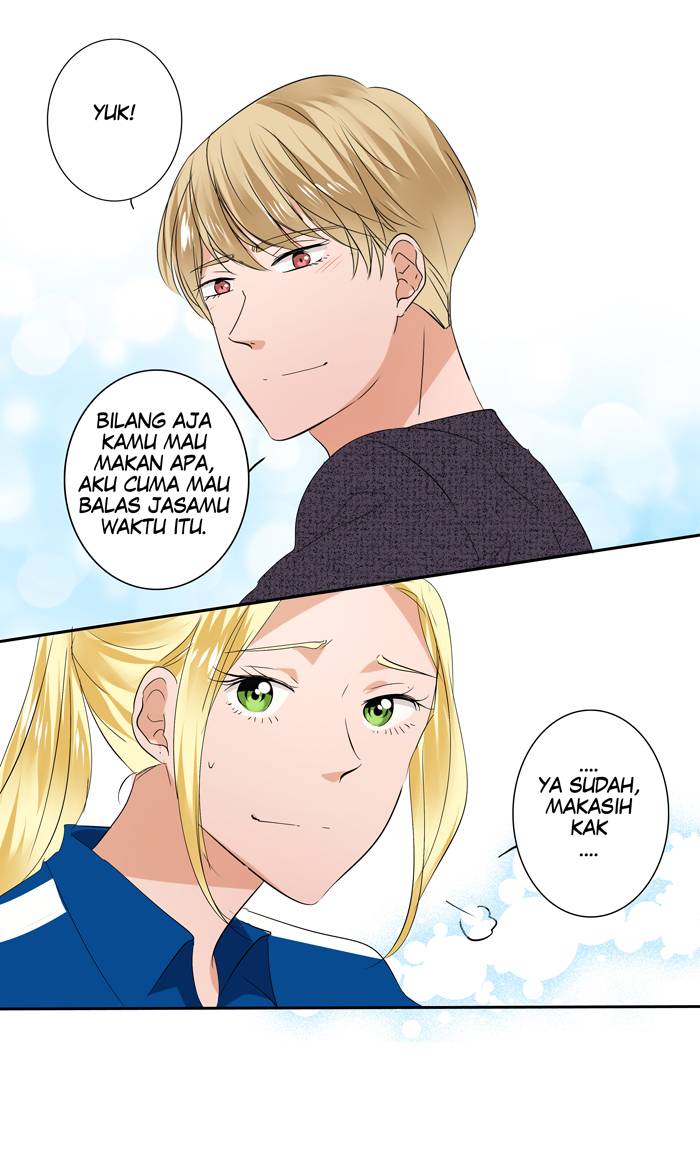 YUK!
BILANG AJA
KAMU MAU
MAKAN APA,
AKU CUMA MAU
BALAS JASAMU
WAKTU ITU.
....
YA SUDAH,
MAKASIH
KAK
....